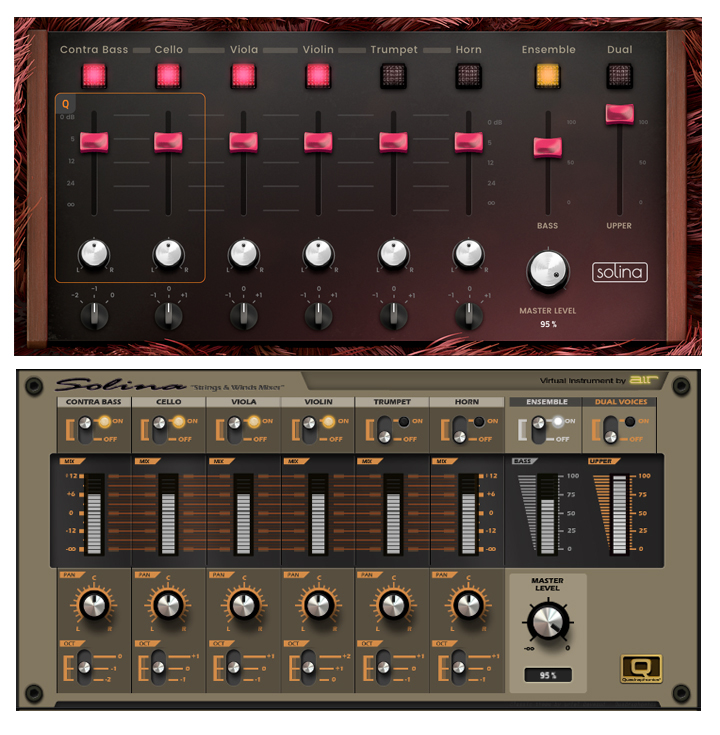 Contra Bass Cello Viola Violin Trumpet Horn Ensemble Dual
Q
0 dB 0 dB 100 100
5 5
12 12 50 50
24 24
∞ ∞ 0 0
BASS UPPER
L R L R L R L R L R L R
solina
-2 -1 0 -1 0 +1 -1 0 +1 -1 0 +1 -1 0 +1 -1 0 +1
MASTER LEVEL
95 %
Solina "Strings & Winds Mixer" Virtual Instrument by air
CONTRA BASS CELLO VIOLA VIOLIN TRUMPET HORN ENSEMBLE DUAL VOICES
ON ON ON ON ON ON ON ON
OFF OFF OFF OFF OFF OFF OFF OFF
MIX MIX MIX MIX MIX MIX BASS UPPER
+12 +12 100 100
+6 +6 75 75
0 0 50 50
-12 -12 25 25
-∞ -∞ 0 0
PAN PAN PAN PAN PAN PAN
C C C C C C
L R L R L R L R L R L R
MASTER
LEVEL
-∞ 0
OCT OCT OCT OCT OCT OCT
0 +1 +1 +2 +1 +1
-1 0 0 0 0 0
-2 -1 -1 -1 -1 -1
95 %
Q
Quadraphonics